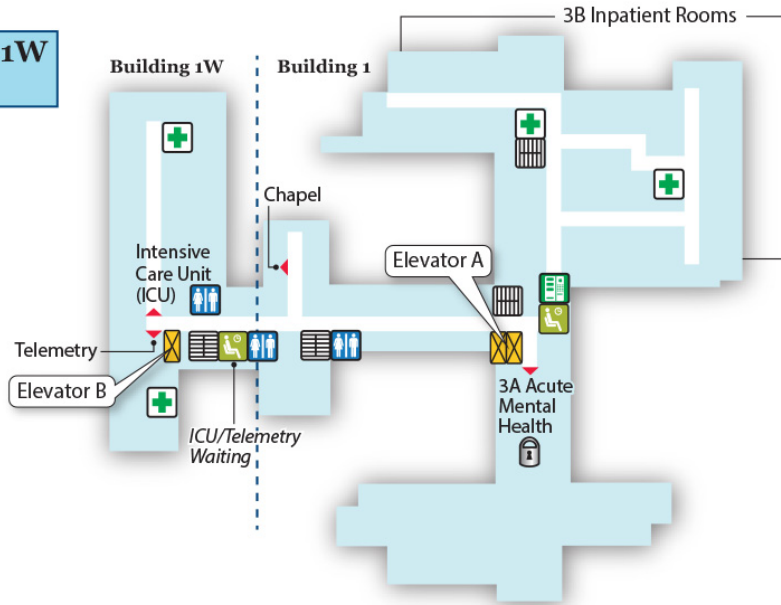 1W
3B Inpatient Rooms
Building 1W
Building 1
Chapel
Intensive
Care Unit
(ICU)
Elevator A
Telemetry
Elevator B
3A Acute
Mental
Health
ICU/Telemetry
Waiting